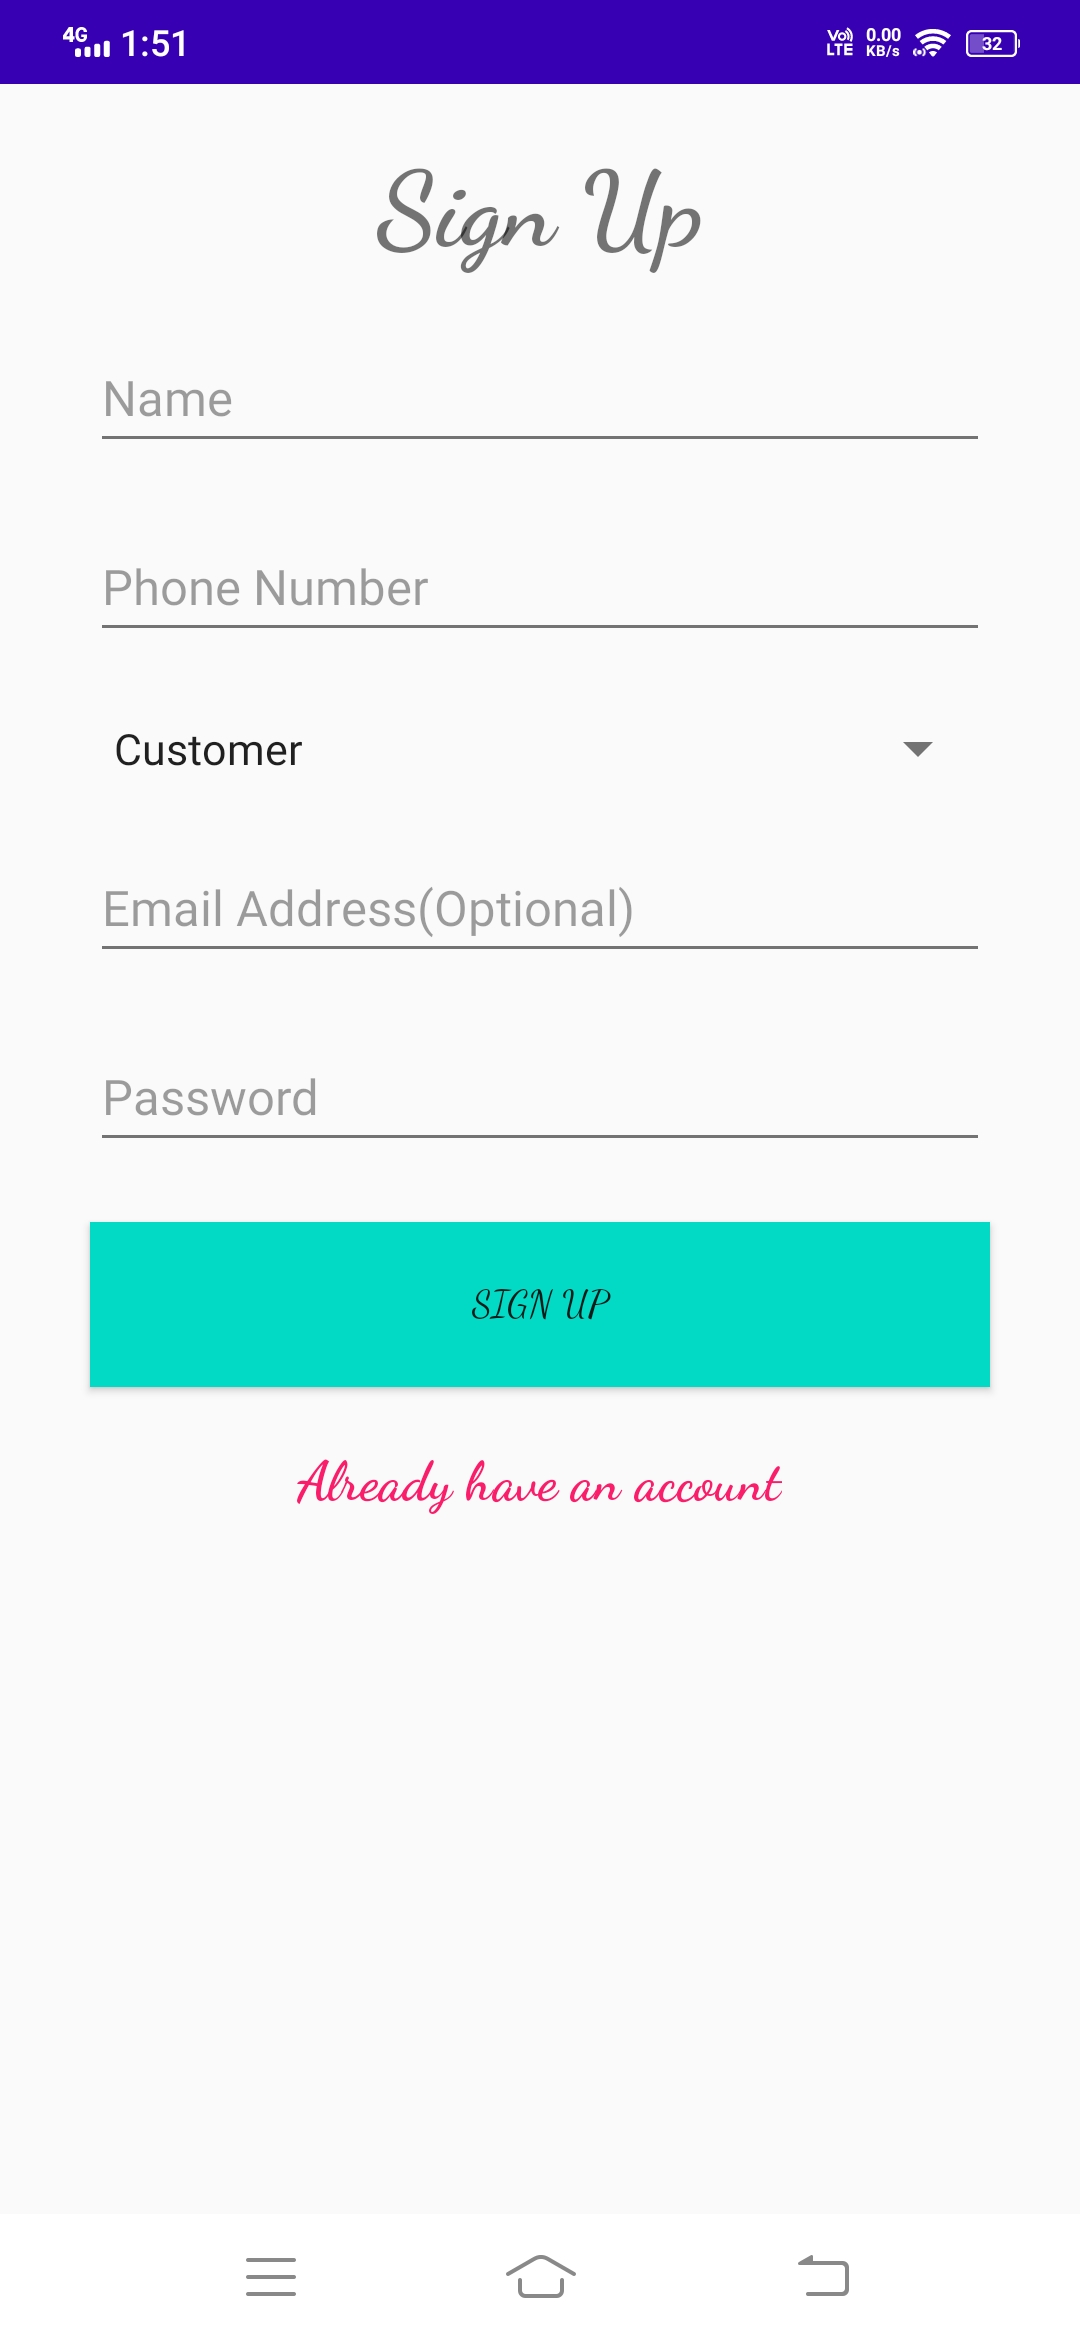 4G 1:51 Vo) LTE 0.00 KB/s 32
Sign Up
Name
Phone Number
Customer
Email Address(Optional)
Password
SIGN UP
Already have an account